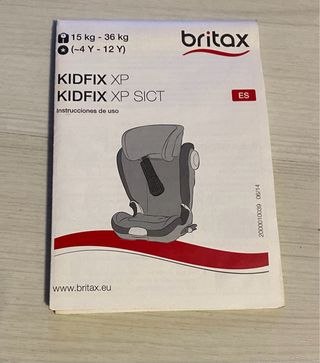 15 kg - 36 kg
(~4 Y - 12 Y)
britax
KIDFIX XP
KIDFIX XP SICT
Instrucciones de uso
ES
2000010039 06/14
www.britax.eu